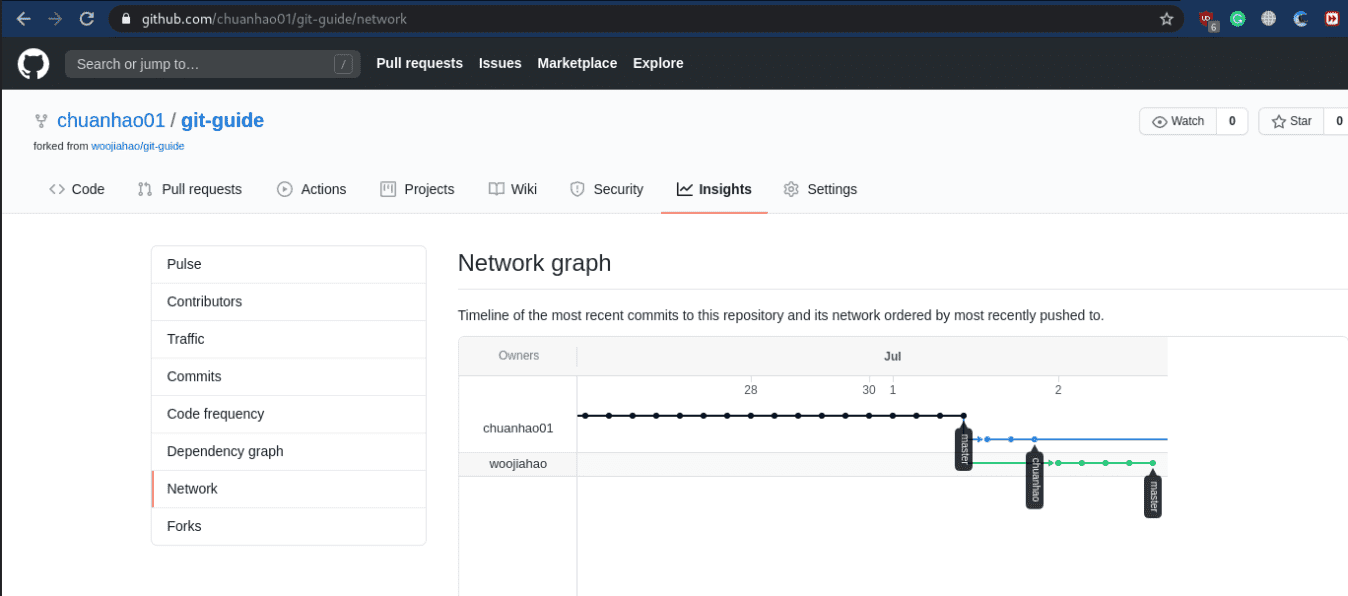 github.com/chuanhao01/git-guide/network
6
Search or jump to… /
Pull requests Issues Marketplace Explore
chuanhao01 / git-guide
Watch 0 Star 0
forked from woojiahao/git-guide
Code Pull requests Actions Projects Wiki Security Insights Settings
Pulse
Contributors
Traffic
Commits
Code frequency
Dependency graph
Network
Forks
Network graph
Timeline of the most recent commits to this repository and its network ordered by most recently pushed to.
Owners Jul
28 30 1 2
chuanhao01
master
woojiahao
chuanhao
master